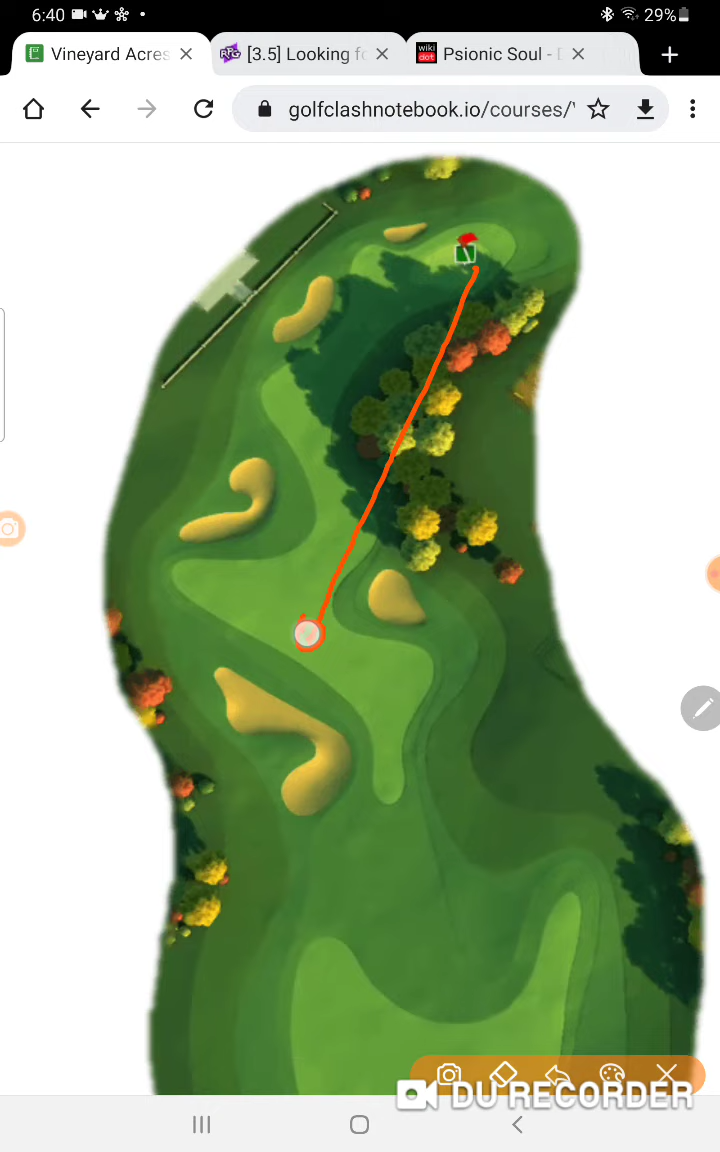 6:40
29%
Vineyard Acres
[3.5] Looking fo
wiki dot
Psionic Soul - D
golfclashnotebook.io/courses/V
DU RECORDER